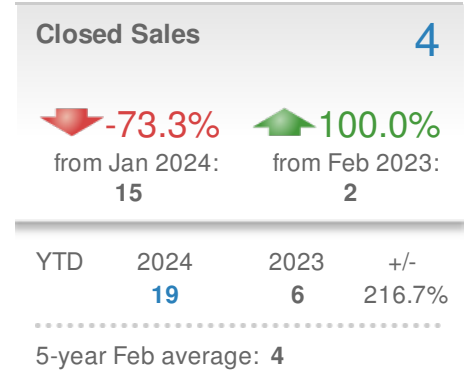 Closed Sales 4
-73.3% 100.0%
from Jan 2024: from Feb 2023:
15 2
YTD 2024 2023 +/-
19 6 216.7%
5-year Feb average: 4